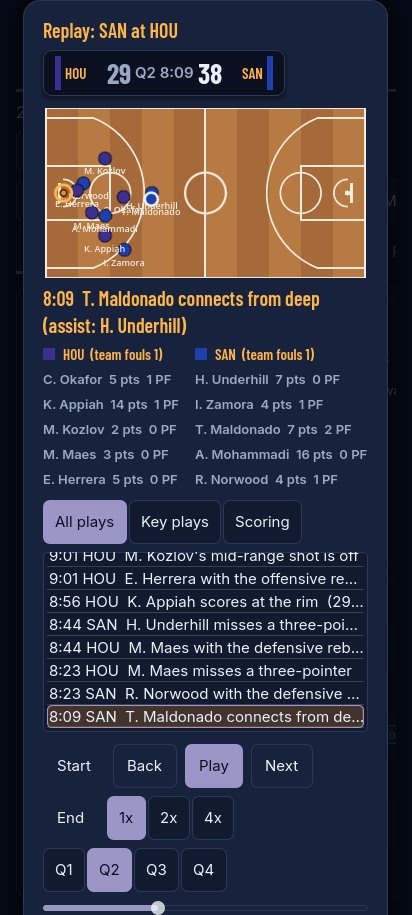 Replay: SAN at HOU
HOU 29 Q2 8:09 38 SAN
M. Kozlov
E. Herrera
T. Maldonado
A. Mohammadi
K. Appiah
I. Zamora
8:09 T. Maldonado connects from deep
(assist: H. Underhill)
HOU (team fouls 1) SAN (team fouls 1)
C. Okafor 5 pts 1 PF H. Underhill 7 pts 0 PF
K. Appiah 14 pts 1 PF I. Zamora 4 pts 1 PF
M. Kozlov 2 pts 0 PF T. Maldonado 7 pts 2 PF
M. Maes 3 pts 0 PF A. Mohammadi 16 pts 0 PF
E. Herrera 5 pts 0 PF R. Norwood 4 pts 1 PF
All plays Key plays Scoring
9:01 HOU M. Kozlov's mid-range shot is off
9:01 HOU E. Herrera with the offensive re...
8:56 HOU K. Appiah scores at the rim (29...
8:44 SAN H. Underhill misses a three-poi...
8:44 HOU M. Maes with the defensive reb...
8:23 HOU M. Maes misses a three-pointer
8:23 SAN R. Norwood with the defensive ...
8:09 SAN T. Maldonado connects from de...
Start Back Play Next
End 1x 2x 4x
Q1 Q2 Q3 Q4